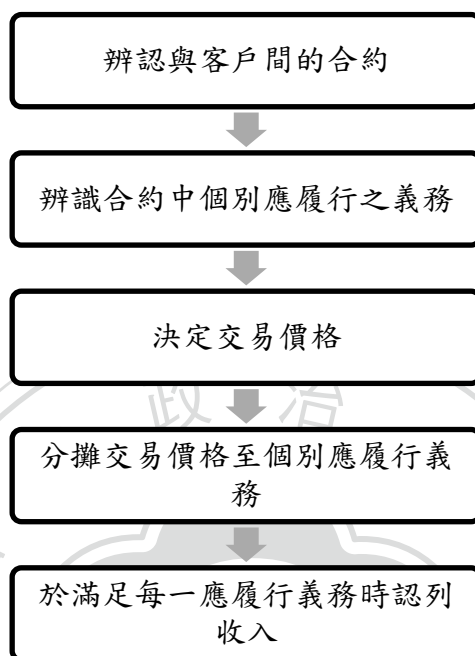 辨認與客戶間的合約
辨識合約中個別應履行之義務
決定交易價格
政 治
分攤交易價格至個別應履行義
務
於滿足每一應履行義務時認列
收入